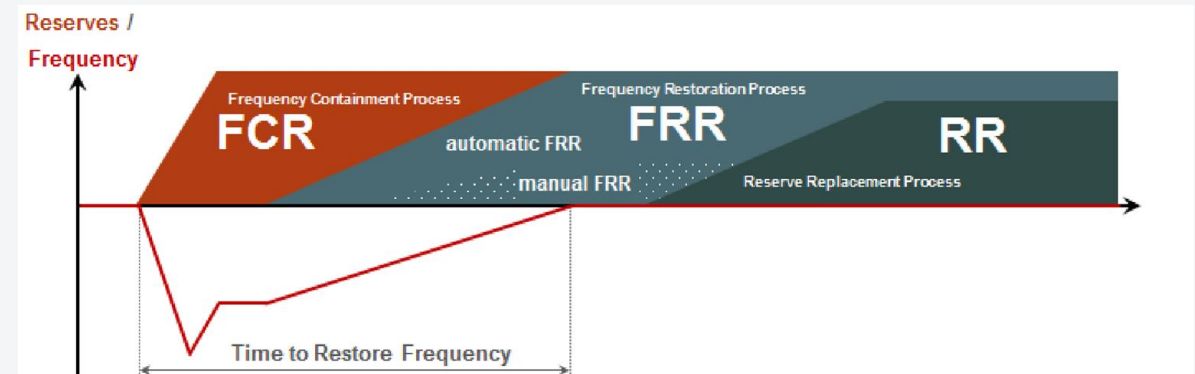 Reserves /
Frequency
Frequency Containment Process
FCR
Frequency Restoration Process
FRR
automatic FRR
manual FRR
RR
Reserve Replacement Process
Time to Restore Frequency